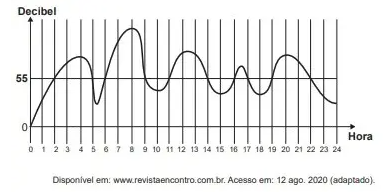 Decibel
55
0
Hora
0 1 2 3 4 5 6 7 8 9 10 11 12 13 14 15 16 17 18 19 20 21 22 23 24
Disponível em: www.revistaencontro.com.br. Acesso em: 12 ago. 2020 (adaptado).